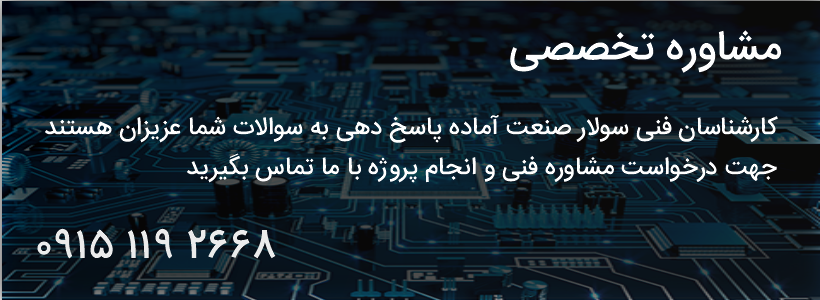 مشاوره تخصصی
کارشناسان فنی سولار صنعت آماده پاسخ دهی به سوالات شما عزیزان هستند
جهت درخواست مشاوره فنی و انجام پروژه با ما تماس بگیرید
۰۹۱۵ ۱۱۹ ۲۶۶۸